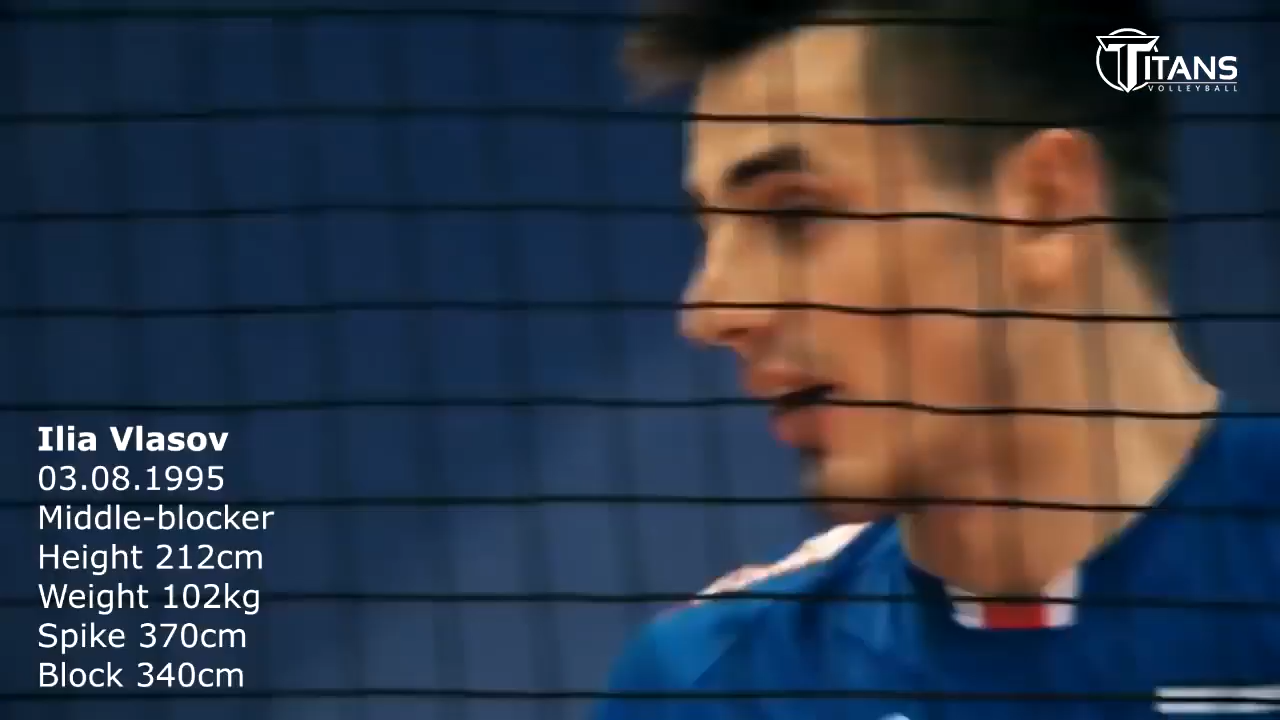 TITANS
VOLLEYBALL
Ilia Vlasov
03.08.1995
Middle-blocker
Height 212cm
Weight 102kg
Spike 370cm
Block 340cm